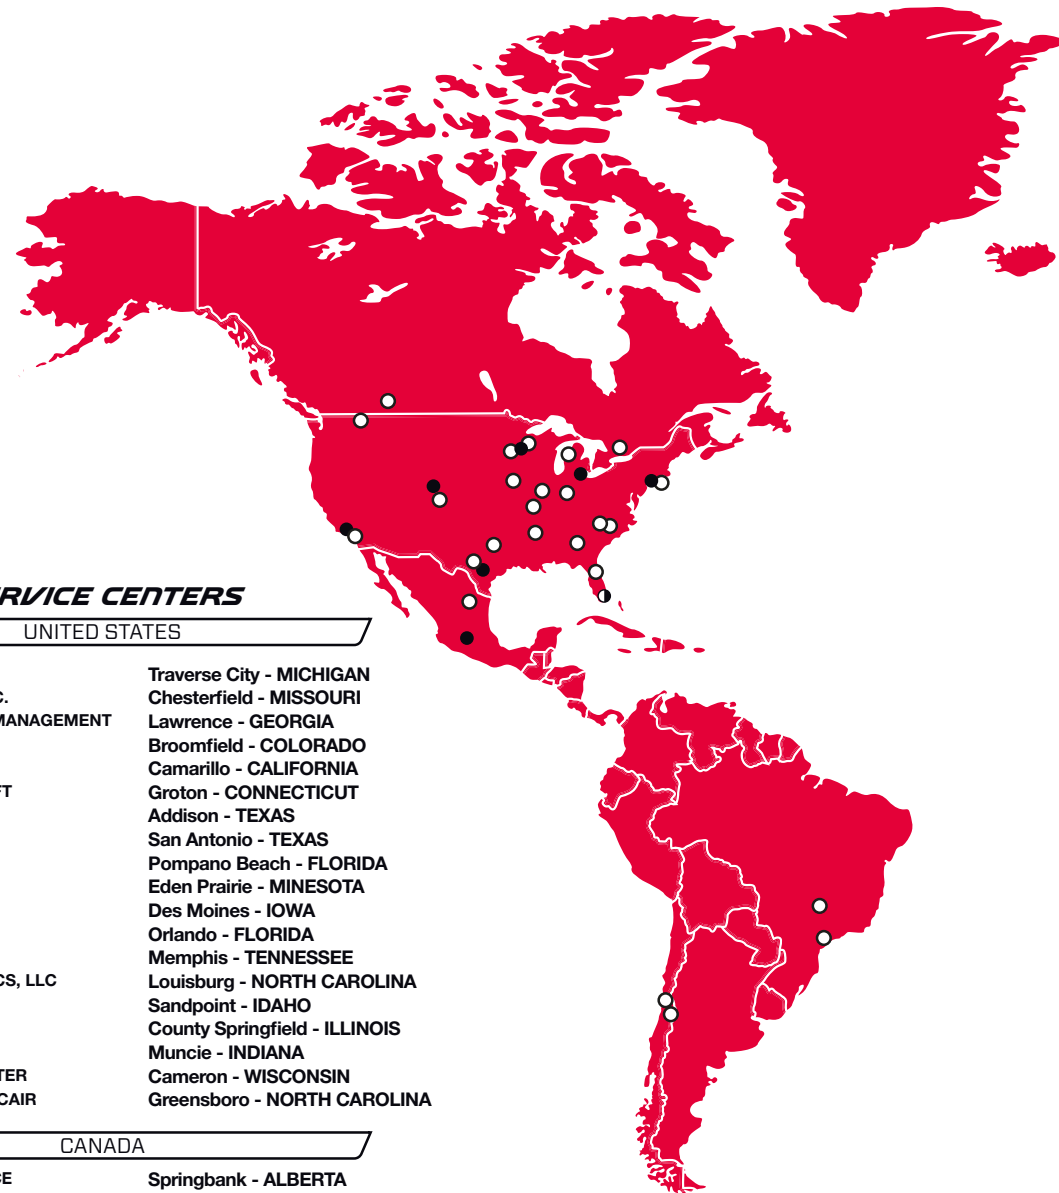 RVICE CENTERS
UNITED STATES
Traverse City - MICHIGAN
C. Chesterfield - MISSOURI
MANAGEMENT Lawrence - GEORGIA
Broomfield - COLORADO
Camarillo - CALIFORNIA
FT Groton - CONNECTICUT
Addison - TEXAS
San Antonio - TEXAS
Pompano Beach - FLORIDA
Eden Prairie - MINESOTA
Des Moines - IOWA
Orlando - FLORIDA
Memphis - TENNESSEE
CS, LLC Louisburg - NORTH CAROLINA
Sandpoint - IDAHO
County Springfield - ILLINOIS
Muncie - INDIANA
TER Cameron - WISCONSIN
CAIR Greensboro - NORTH CAROLINA
CANADA
CE Springbank - ALBERTA